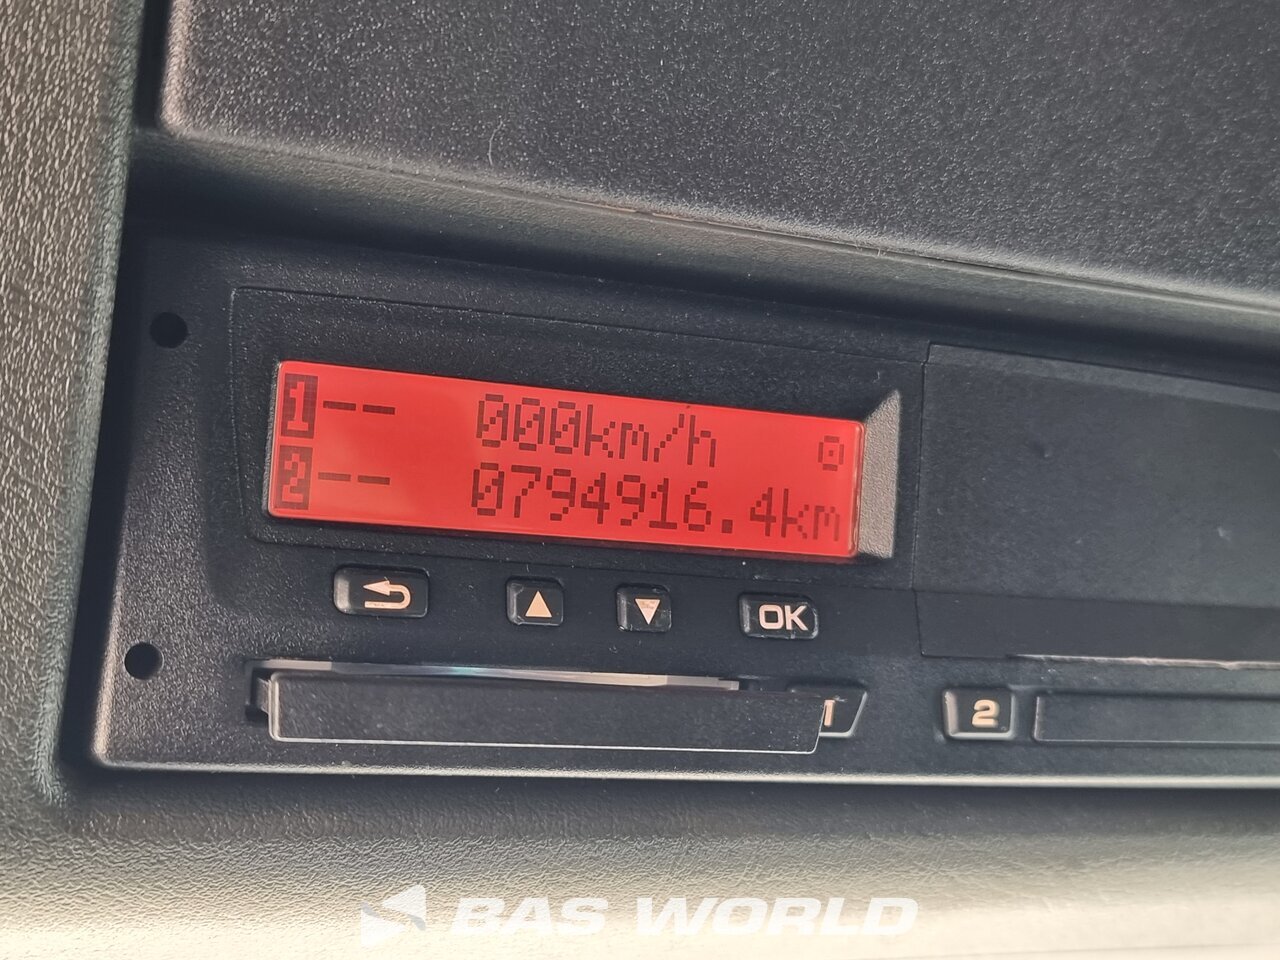 1 -- 000km/h
2 -- 0794916.4km
OK
1
2
BAS WORLD